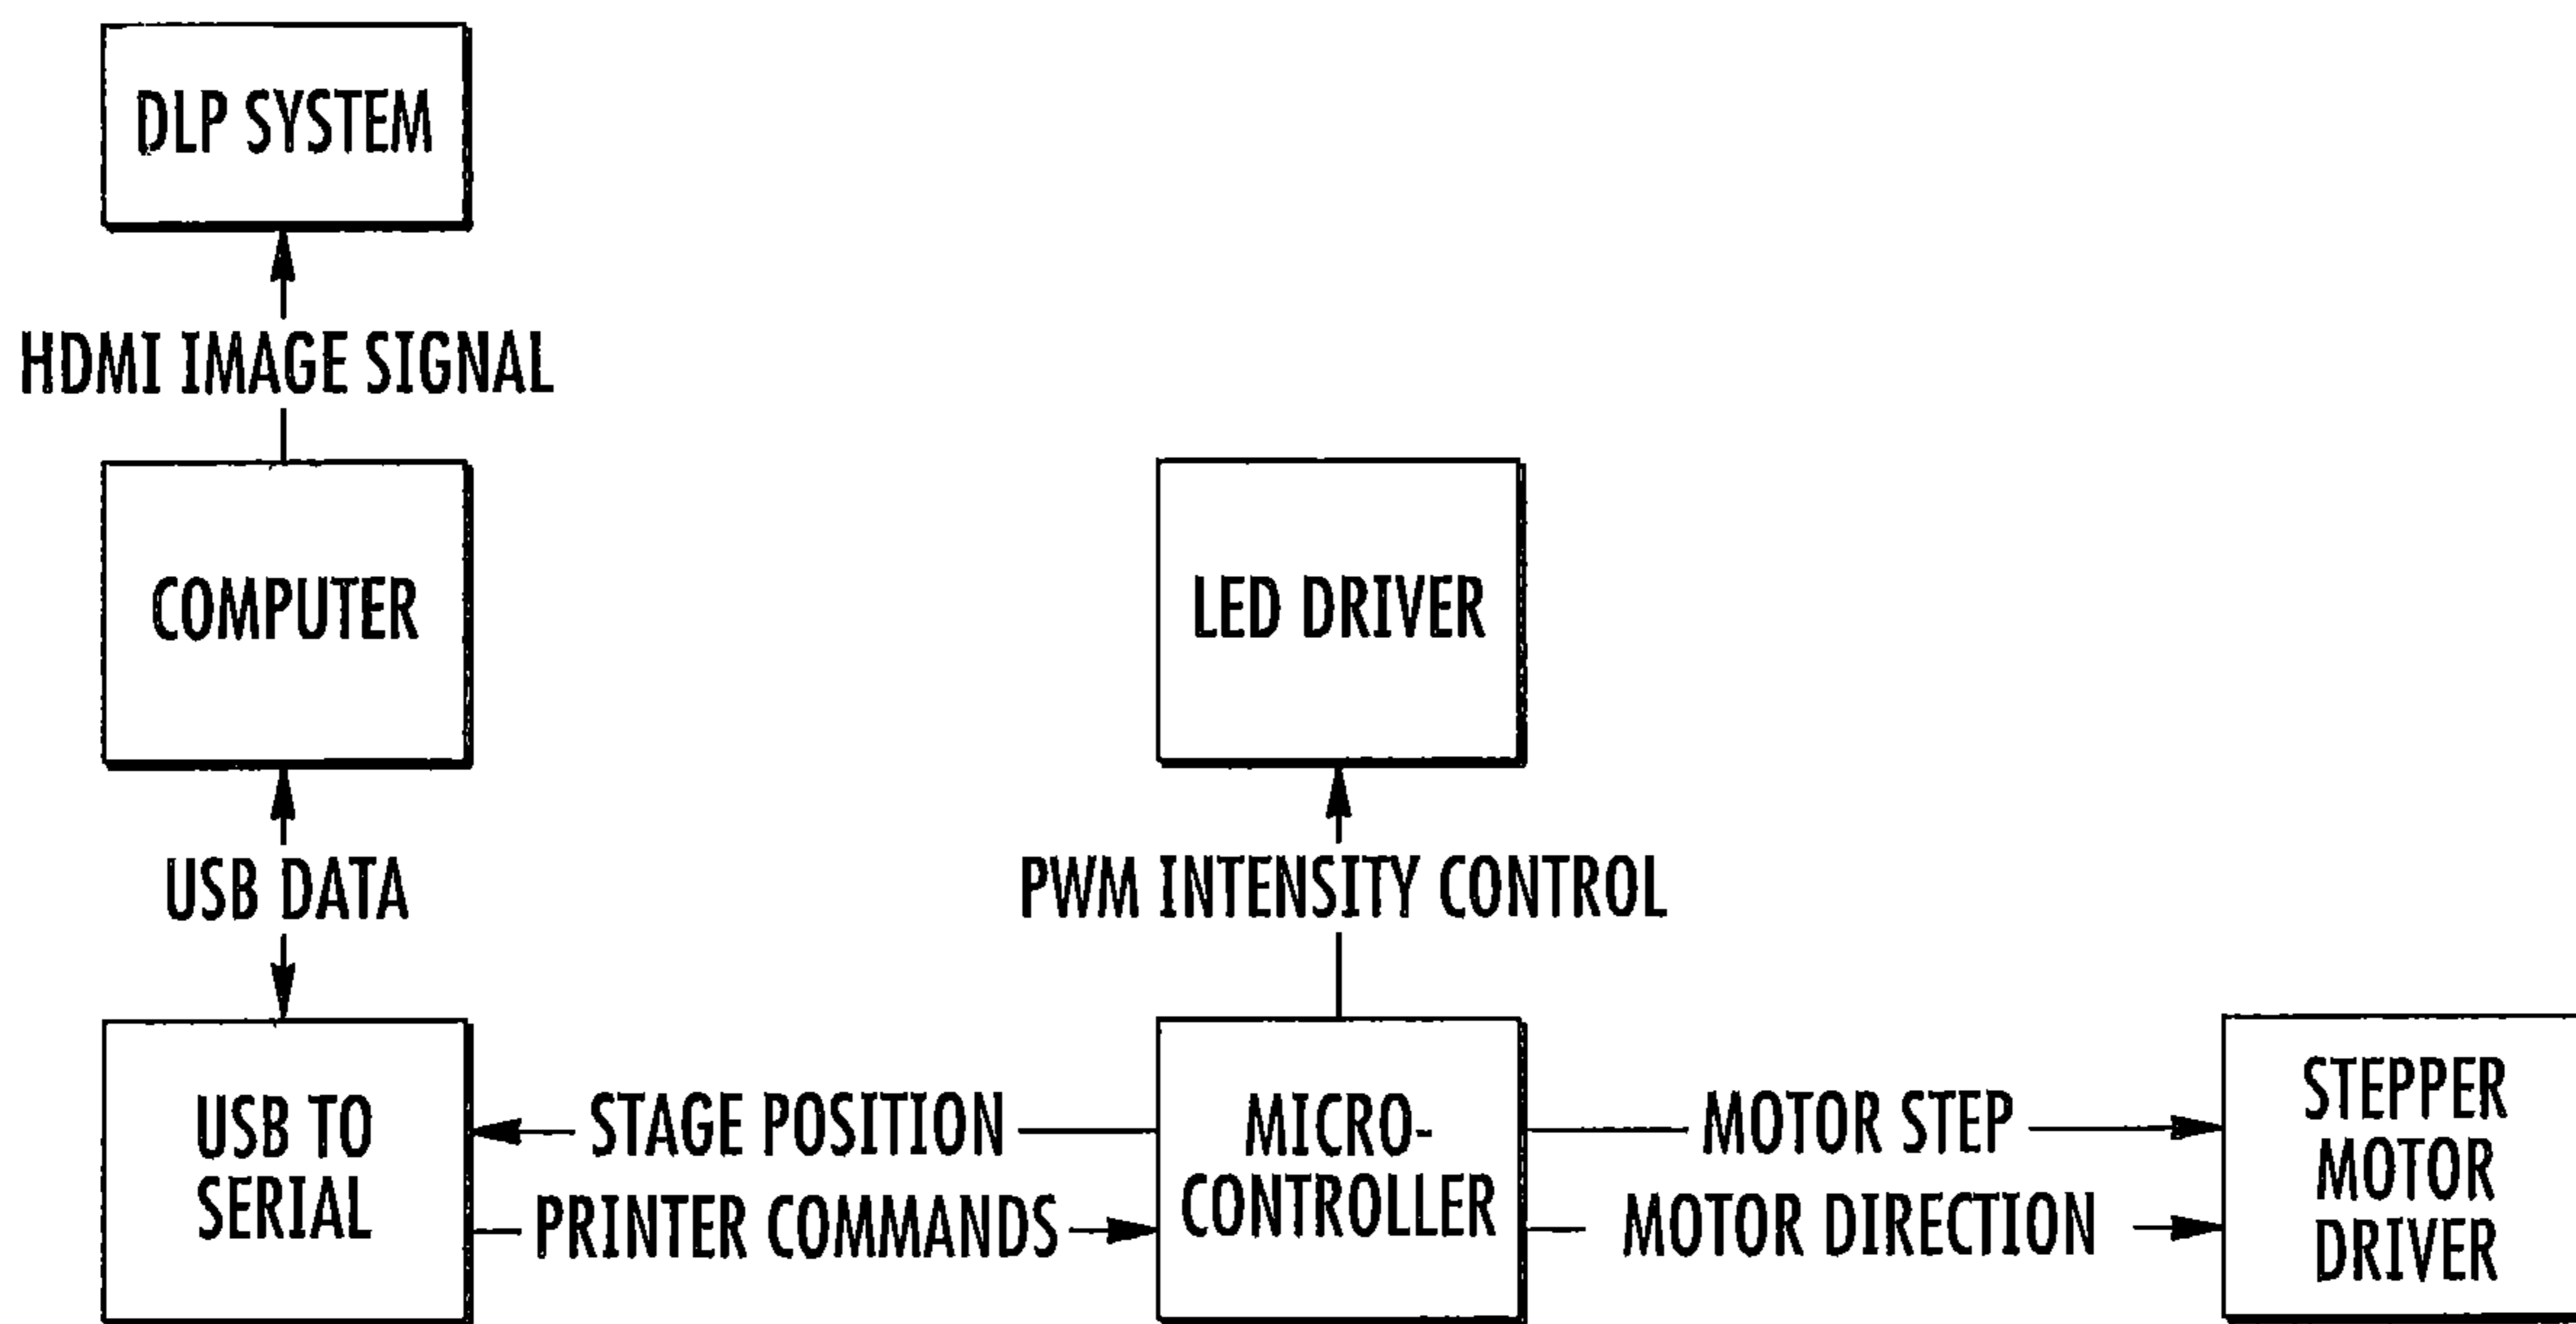 DLP SYSTEM
HDMI IMAGE SIGNAL
COMPUTER
LED DRIVER
USB DATA
PWM INTENSITY CONTROL
USB TO
SERIAL
STAGE POSITION
PRINTER COMMANDS
MICRO-
CONTROLLER
MOTOR STEP
MOTOR DIRECTION
STEPPER
MOTOR
DRIVER